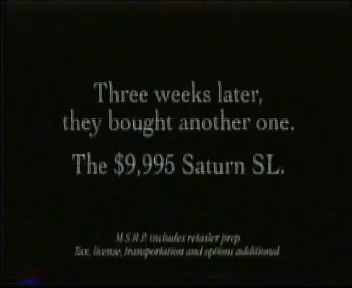 Three weeks later,
they bought another one.
The $9,995 Saturn SL.
M.S.R.P. includes retailer prep.
Tax, license, transportation and options additional